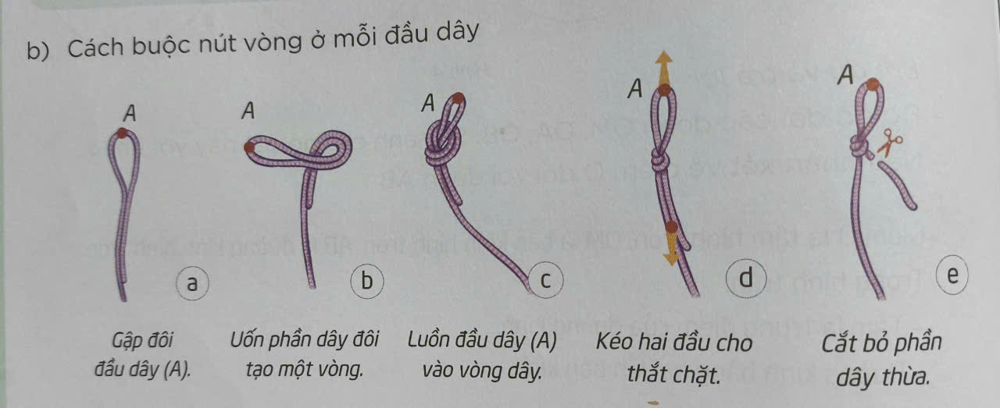 b) Cách buộc nút vòng ở mỗi đầu dây
A
a
Gập đôi
đầu dây (A).
A
b
Uốn phần dây đôi
tạo một vòng.
A
c
Luồn đầu dây (A)
vào vòng dây.
A
d
Kéo hai đầu cho
thắt chặt.
A
e
Cắt bỏ phần
dây thừa.